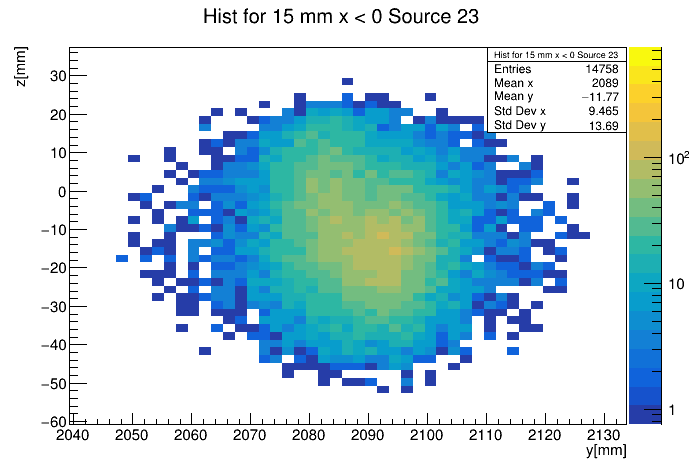 Hist for 15 mm x < 0 Source 23
z[mm]
Hist for 15 mm x < 0 Source 23
Entries 14758
Mean x 2089
Mean y −11.77
Std Dev x 9.465
Std Dev y 13.69
30
20
10
0
−10
−20
−30
−40
−50
−60
2040 2050 2060 2070 2080 2090 2100 2110 2120 2130
y[mm]
10²
10
1